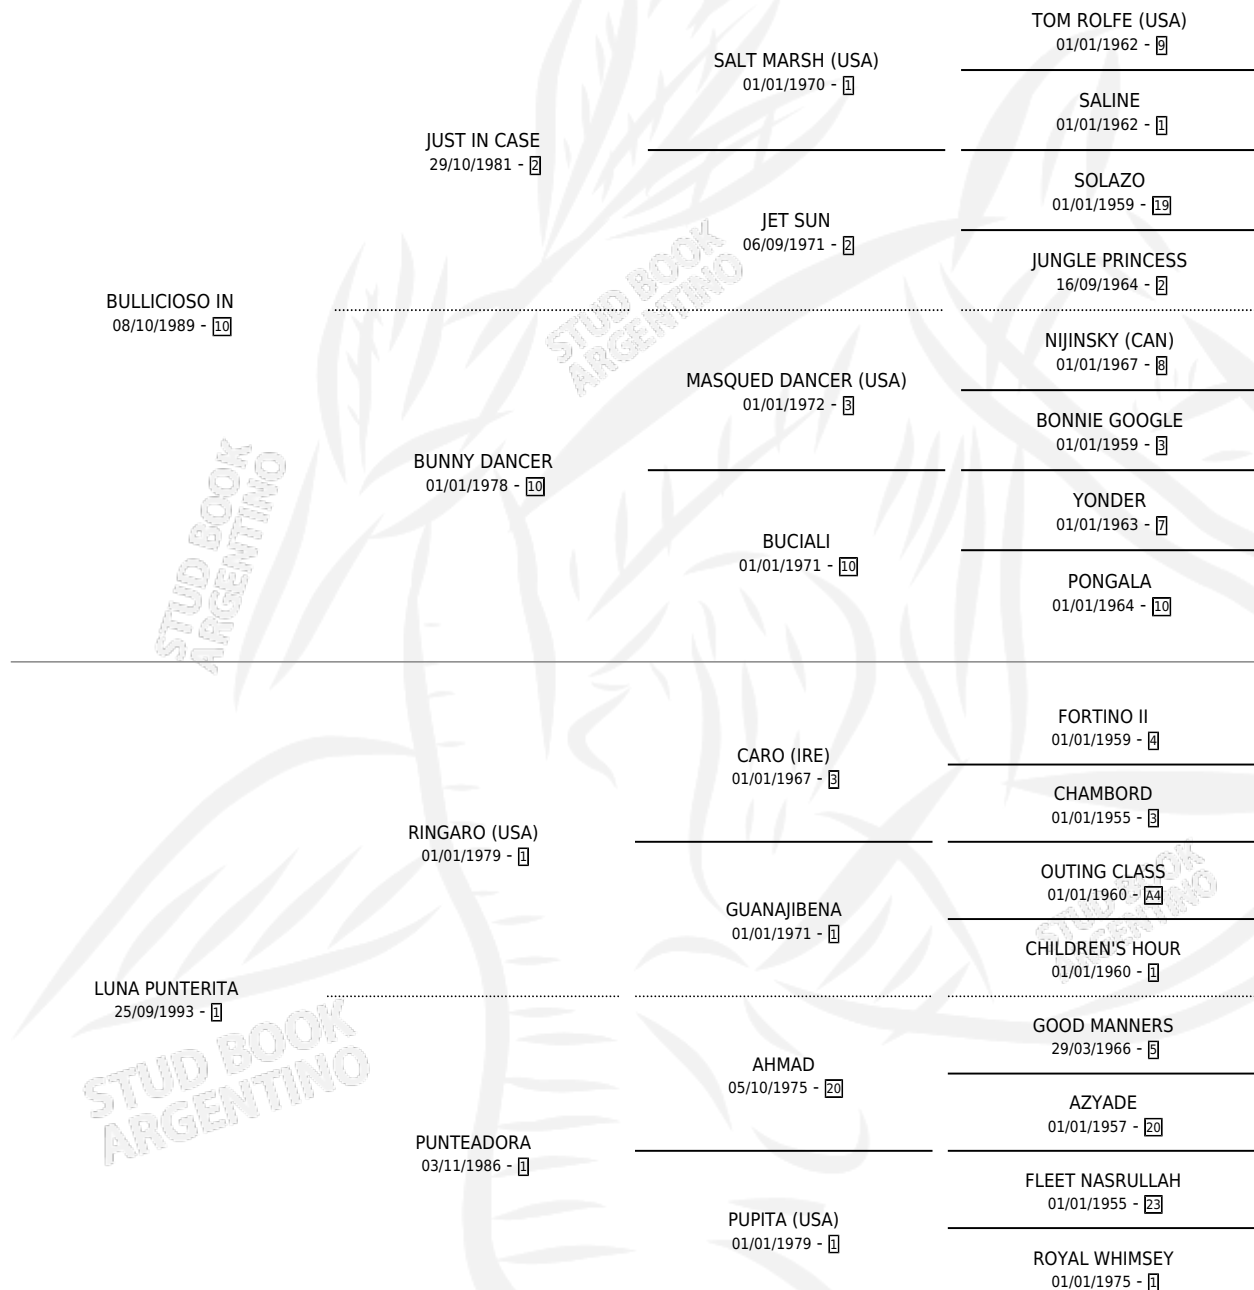 TOM ROLFE (USA)
01/01/1962 - 9
SALT MARSH (USA)
01/01/1970 - 1
SALINE
01/01/1962 - 1
JUST IN CASE
29/10/1981 - 2
SOLAZO
01/01/1959 - 19
JET SUN
06/09/1971 - 2
JUNGLE PRINCESS
16/09/1964 - 2
BULLICIOSO IN
08/10/1989 - 10
NIJINSKY (CAN)
01/01/1967 - 8
MASQUED DANCER (USA)
01/01/1972 - 3
BONNIE GOOGLE
01/01/1959 - 3
BUNNY DANCER
01/01/1978 - 10
YONDER
01/01/1963 - 7
BUCIALI
01/01/1971 - 10
PONGALA
01/01/1964 - 10
FORTINO II
01/01/1959 - 4
CARO (IRE)
01/01/1967 - 3
CHAMBORD
01/01/1955 - 3
RINGARO (USA)
01/01/1979 - 1
OUTING CLASS
01/01/1960 - A4
GUANAJIBENA
01/01/1971 - 1
CHILDREN'S HOUR
01/01/1960 - 1
LUNA PUNTERITA
25/09/1993 - 1
GOOD MANNERS
29/03/1966 - 5
AHMAD
05/10/1975 - 20
AZYADE
01/01/1957 - 20
PUNTEADORA
03/11/1986 - 1
FLEET NASRULLAH
01/01/1955 - 23
PUPITA (USA)
01/01/1979 - 1
ROYAL WHIMSEY
01/01/1975 - 1
STUD BOOK
ARGENTINO
STUD BOOK
ARGENTINO
STUD BOOK
ARGENTINO
STUD BOOK
ARGENTINO